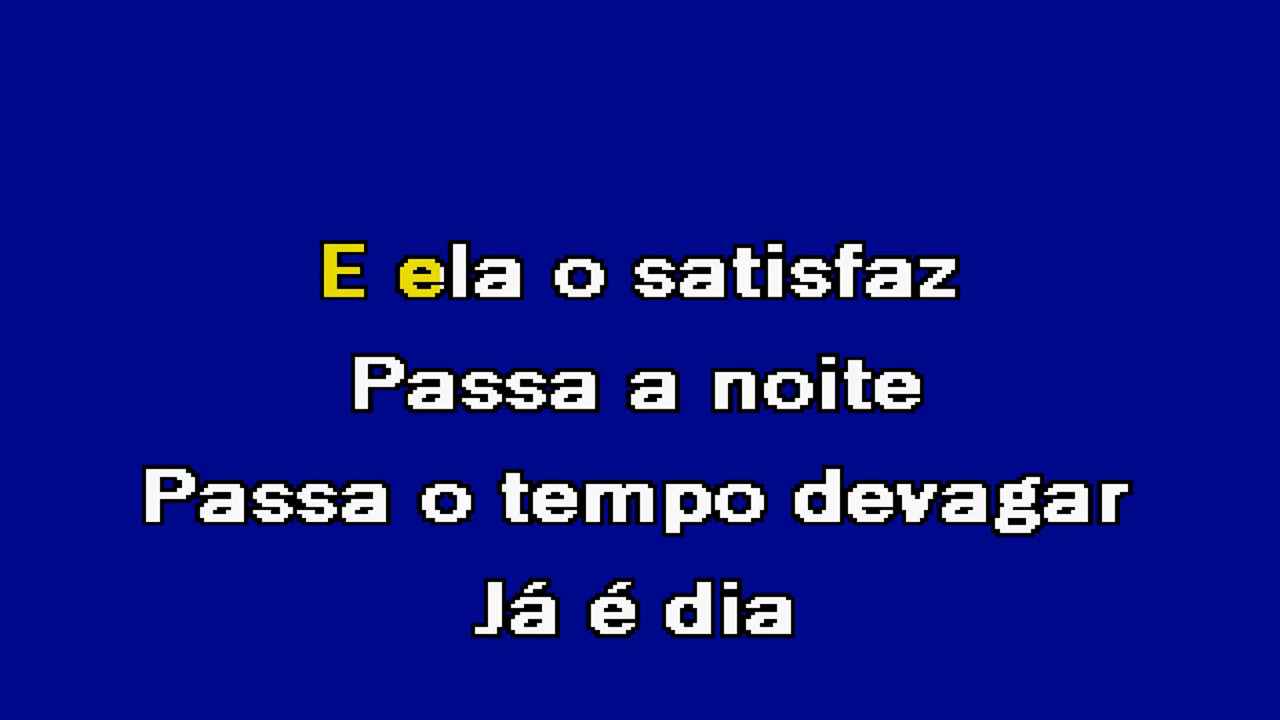 E ela o satisfaz
Passa a noite
Passa o tempo devagar
Já é dia